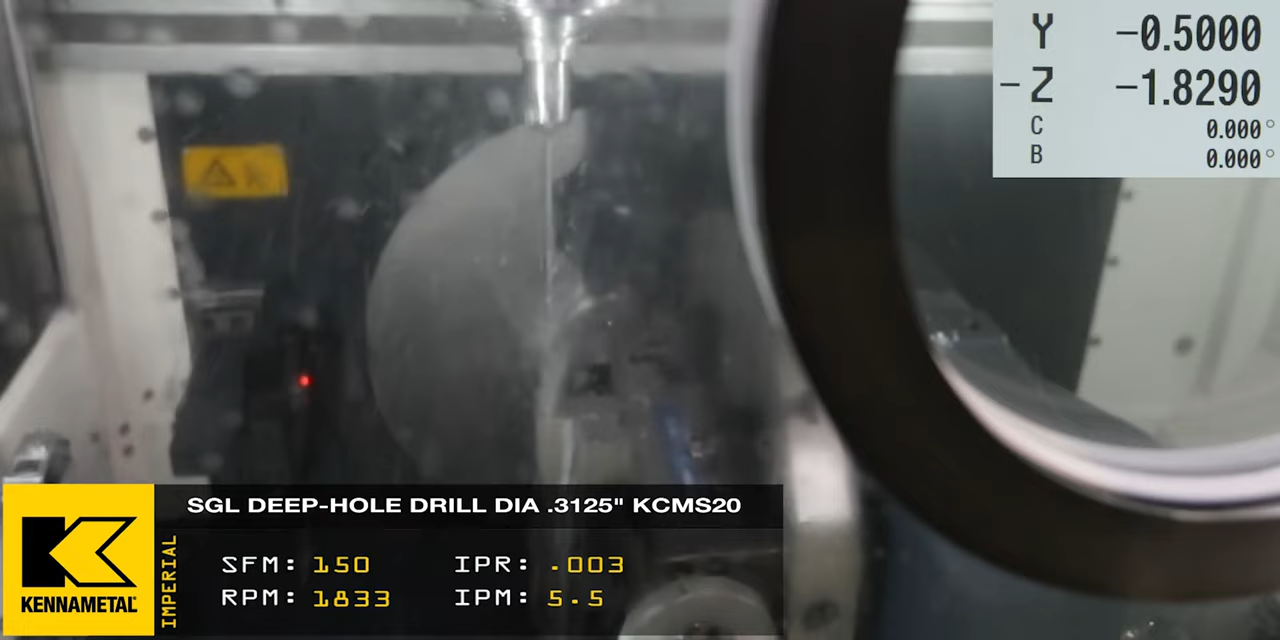 Y -0.5000
-Z -1.8290
C 0.000°
B 0.000°
SGL DEEP-HOLE DRILL DIA .3125" KCMS20
IMPERIAL
SFM: 150 IPR: .003
RPM: 1833 IPM: 5.5
KENNAMETAL